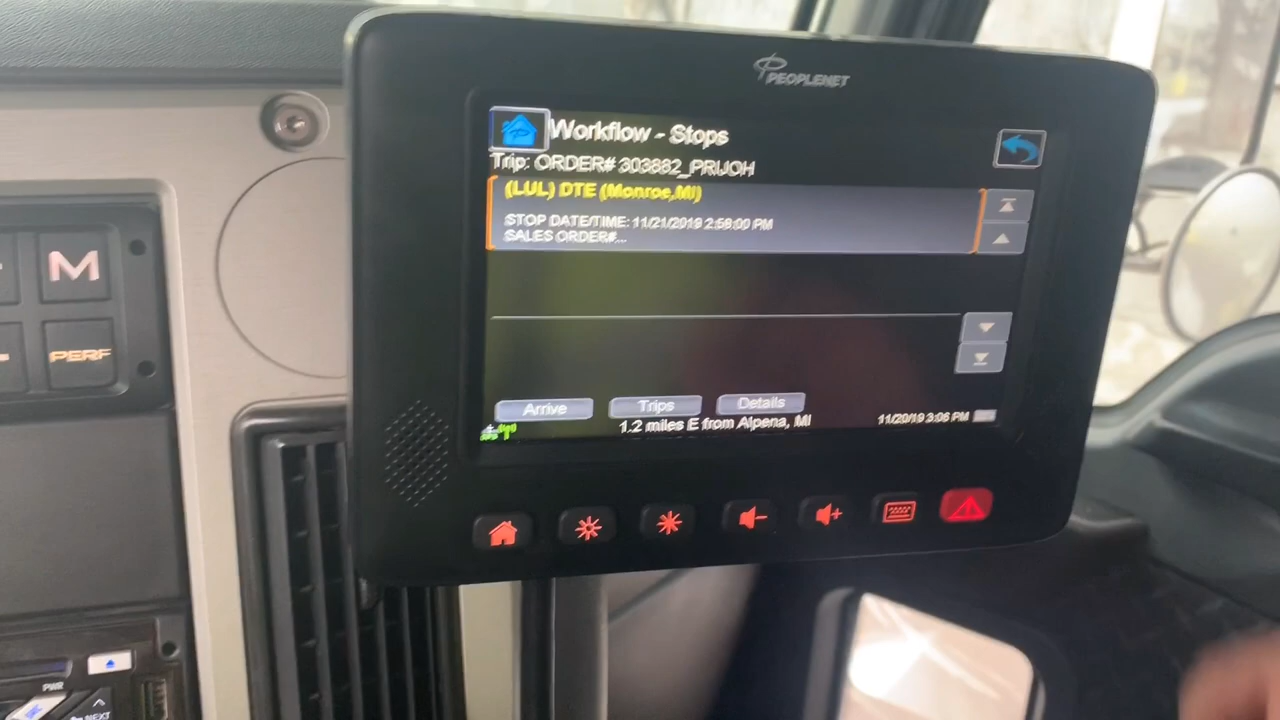 PEOPLENET
Workflow - Stops
Trip: ORDER# 303882_PRIJOH
(LUL) DTE (Monroe,MI)
STOP DATE/TIME: 11/21/2019 2:58:00 PM
SALES ORDER#...
Arrive
Trips
Details
1.2 miles E from Alpena, MI
11/20/19 3:06 PM
M
PERF
PWR
NEXT